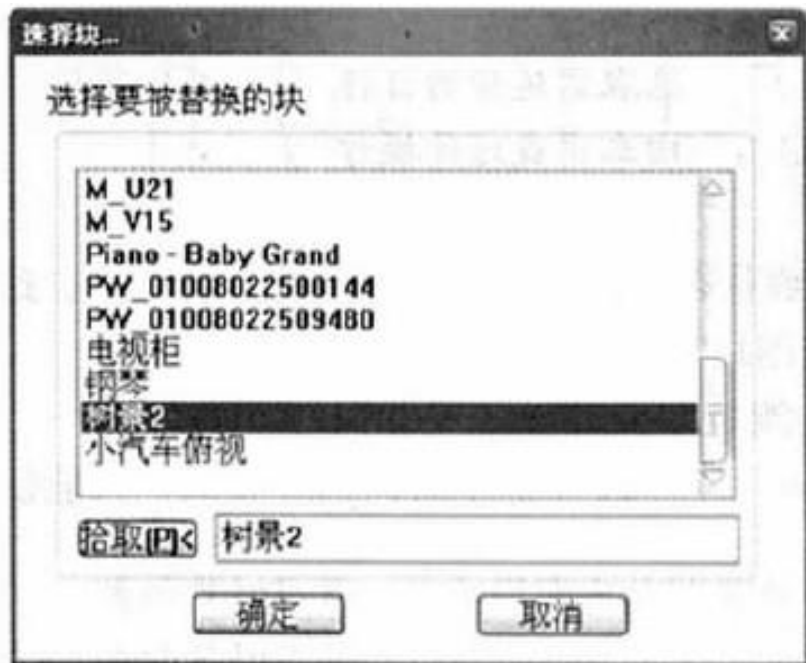 选择块...
选择要被替换的块
M_U21
M_V15
Piano - Baby Grand
PW_01008022500144
PW_01008022509480
电视柜
钢琴
树景2
小汽车俯视
拾取[P]< 树景2
确定 取消